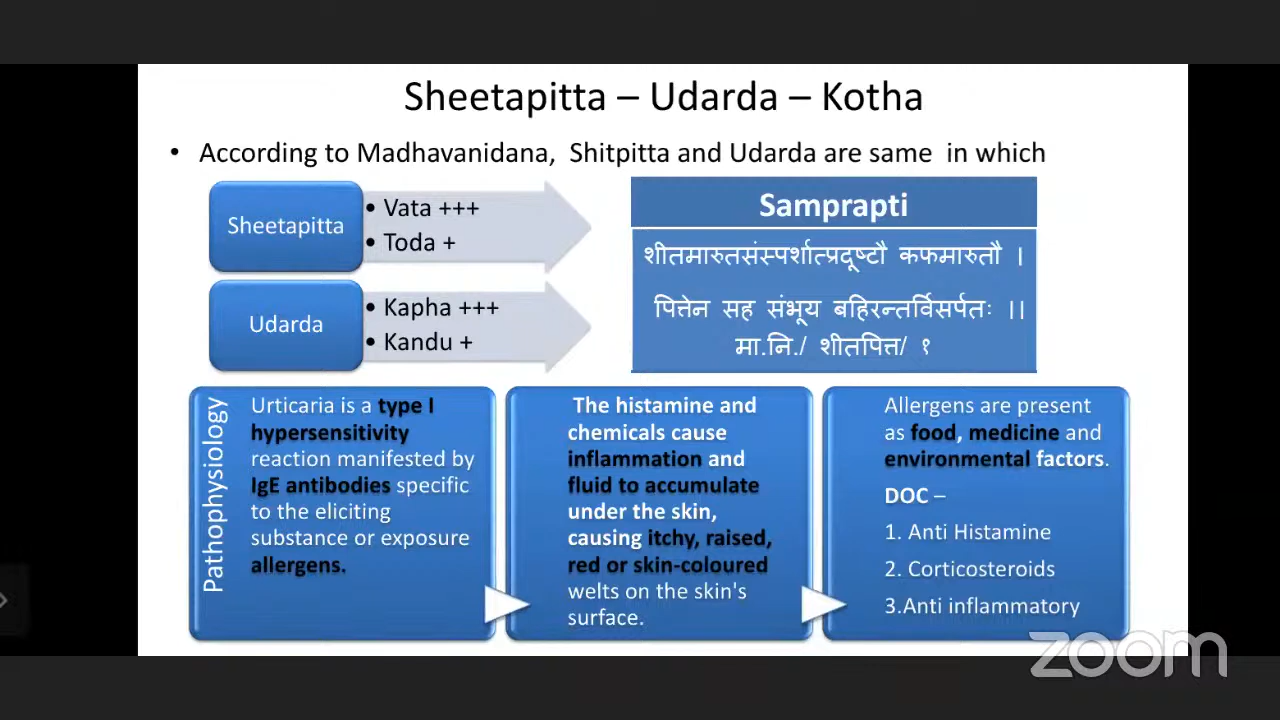 Sheetapitta – Udarda – Kotha
• According to Madhavanidana, Shitpitta and Udarda are same in which
Sheetapitta
• Vata +++
• Toda +
Udarda
• Kapha +++
• Kandu +
Samprapti
शीतमारुतसंस्पर्शात्प्रदूष्टौ कफमारुतौ ।
पित्तेन सह संभूय बहिरन्तर्विसर्पतः ।।
मा.नि./ शीतपित्त/ १
Pathophysiology
Urticaria is a type I
hypersensitivity
reaction manifested by
IgE antibodies specific
to the eliciting
substance or exposure
allergens.
The histamine and
chemicals cause
inflammation and
fluid to accumulate
under the skin,
causing itchy, raised,
red or skin-coloured
welts on the skin's
surface.
Allergens are present
as food, medicine and
environmental factors.
DOC –
1. Anti Histamine
2. Corticosteroids
3.Anti inflammatory
zoom